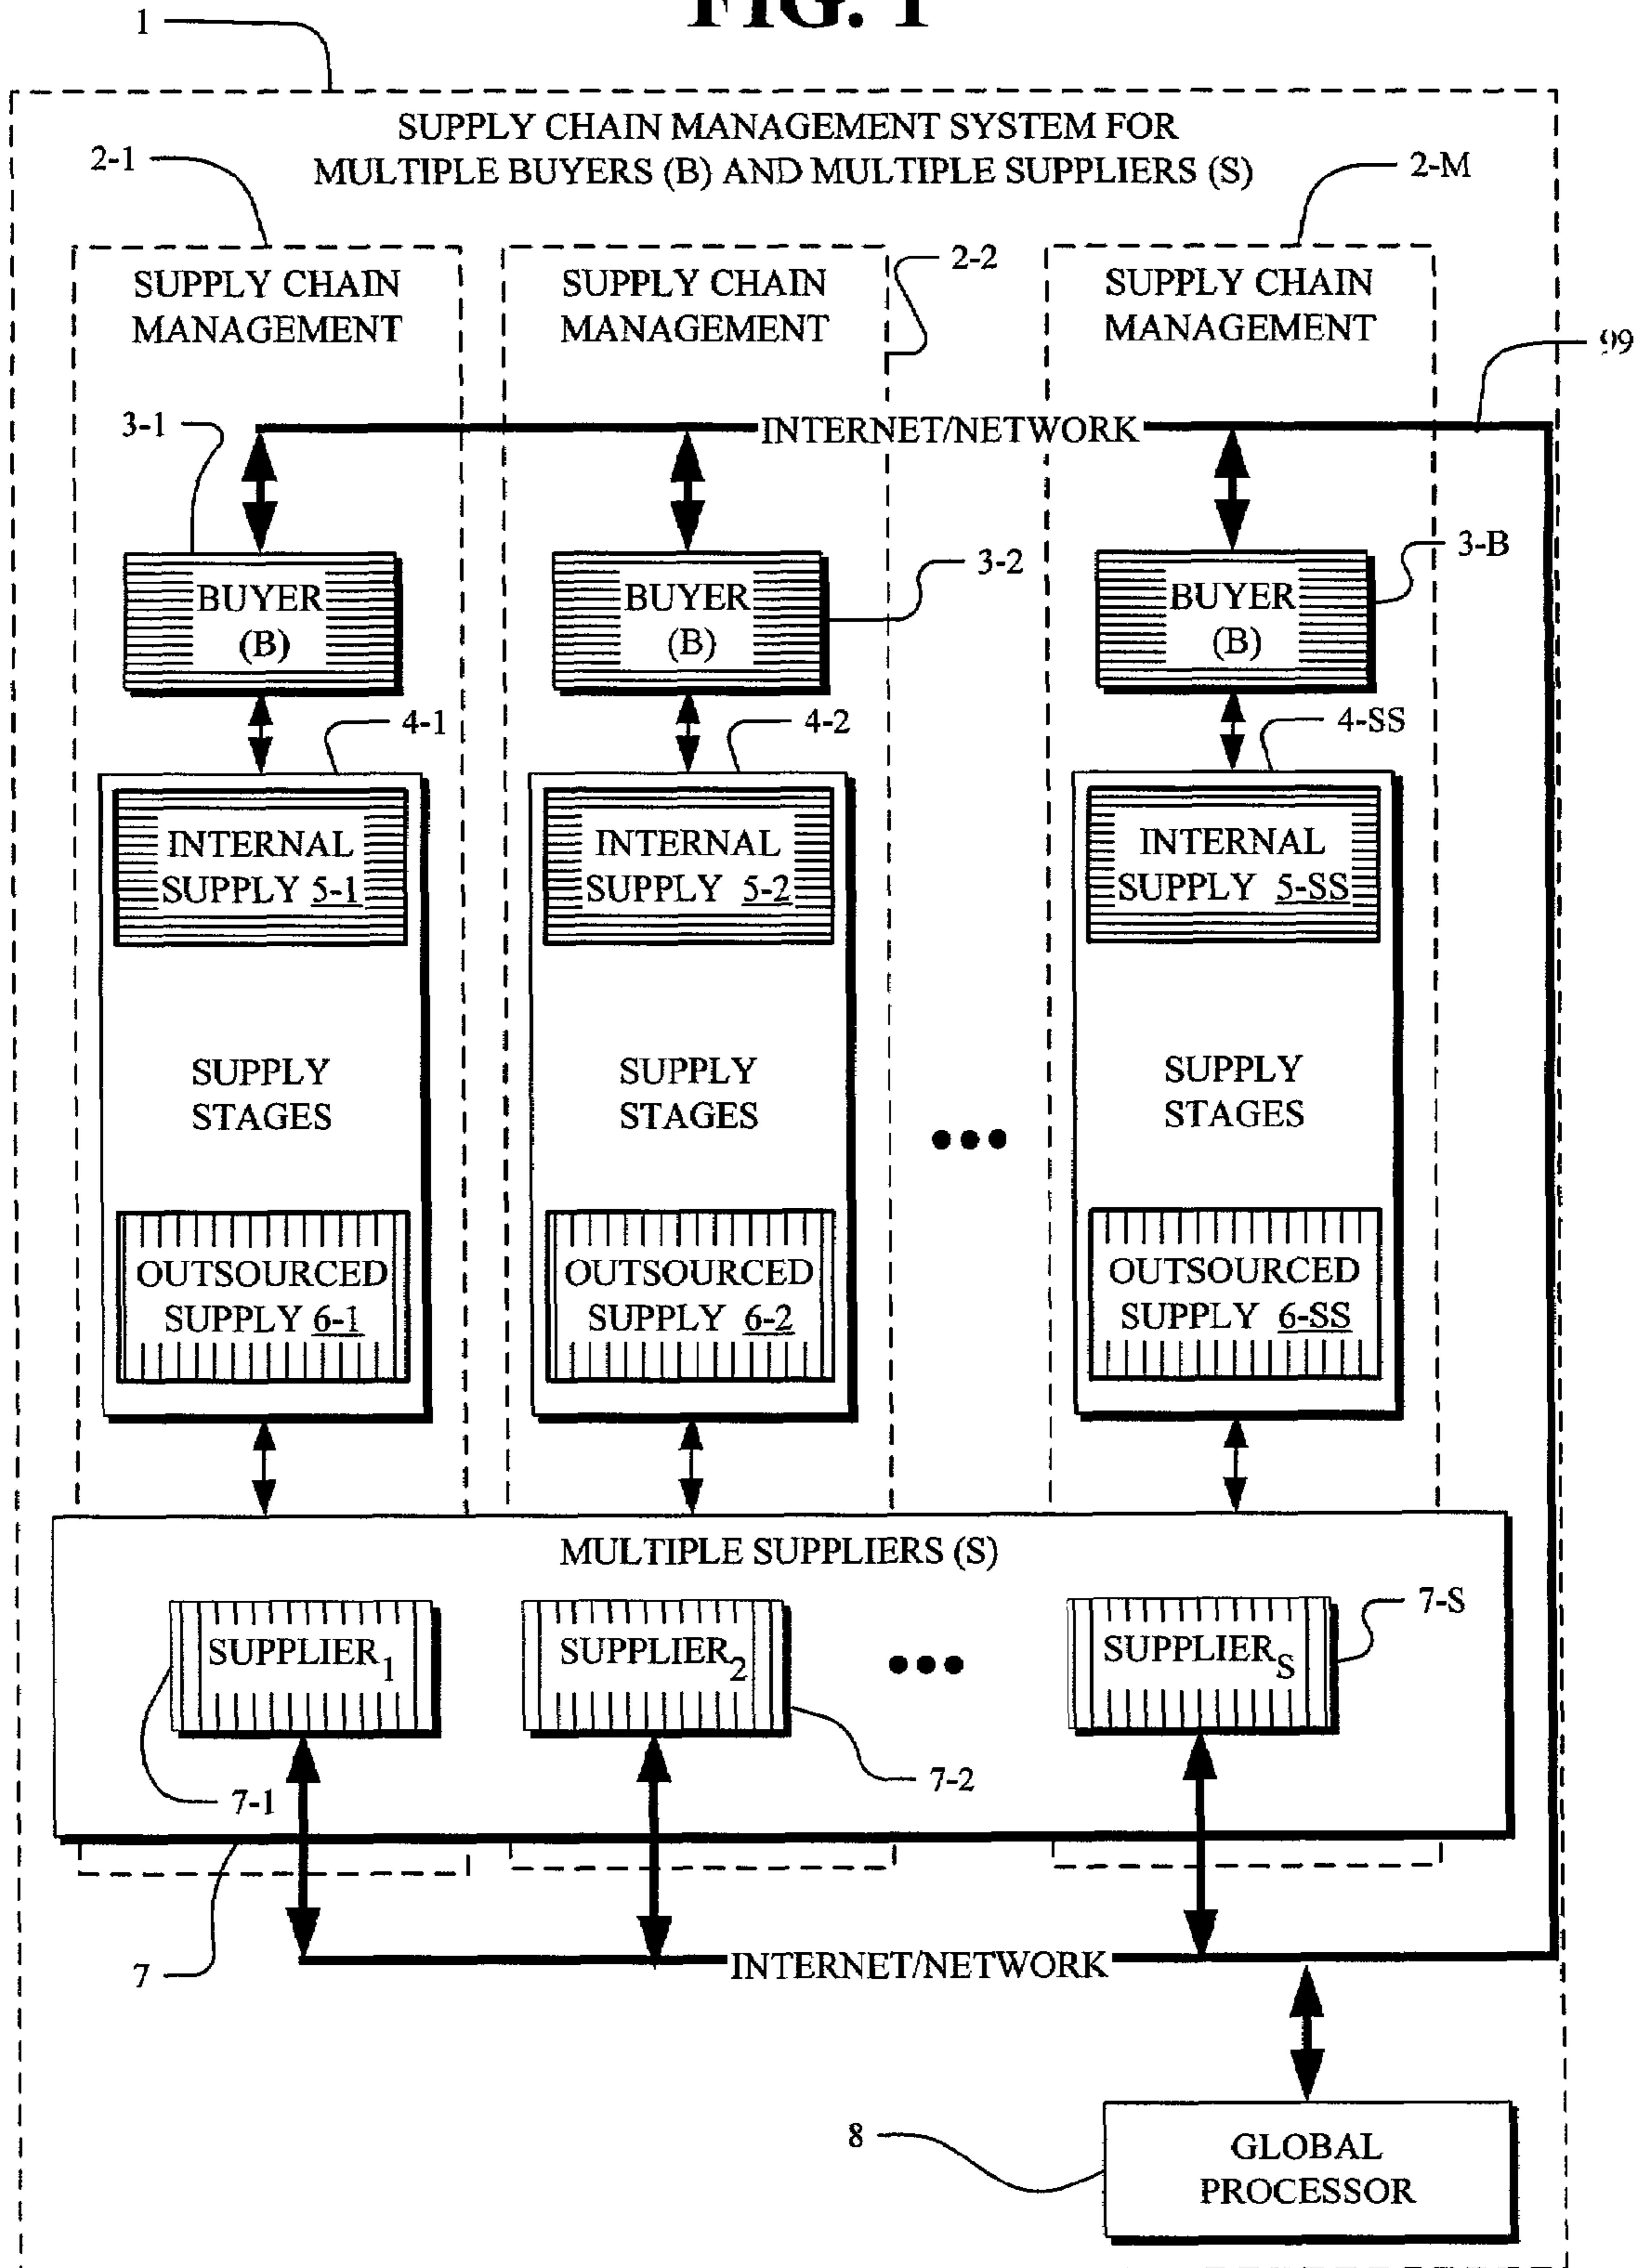 FIG. 1
1
SUPPLY CHAIN MANAGEMENT SYSTEM FOR
MULTIPLE BUYERS (B) AND MULTIPLE SUPPLIERS (S)
2-1
2-M
2-2
SUPPLY CHAIN
MANAGEMENT
SUPPLY CHAIN
MANAGEMENT
SUPPLY CHAIN
MANAGEMENT
99
3-1
INTERNET/NETWORK
BUYER
(B)
3-2
BUYER
(B)
3-B
BUYER
(B)
4-1
4-2
4-SS
INTERNAL
SUPPLY 5-1
INTERNAL
SUPPLY 5-2
INTERNAL
SUPPLY 5-SS
SUPPLY
STAGES
SUPPLY
STAGES
SUPPLY
STAGES
OUTSOURCED
SUPPLY 6-1
OUTSOURCED
SUPPLY 6-2
OUTSOURCED
SUPPLY 6-SS
MULTIPLE SUPPLIERS (S)
7-S
SUPPLIER1
SUPPLIER2
SUPPLIERS
7-1
7-2
7
INTERNET/NETWORK
8
GLOBAL
PROCESSOR